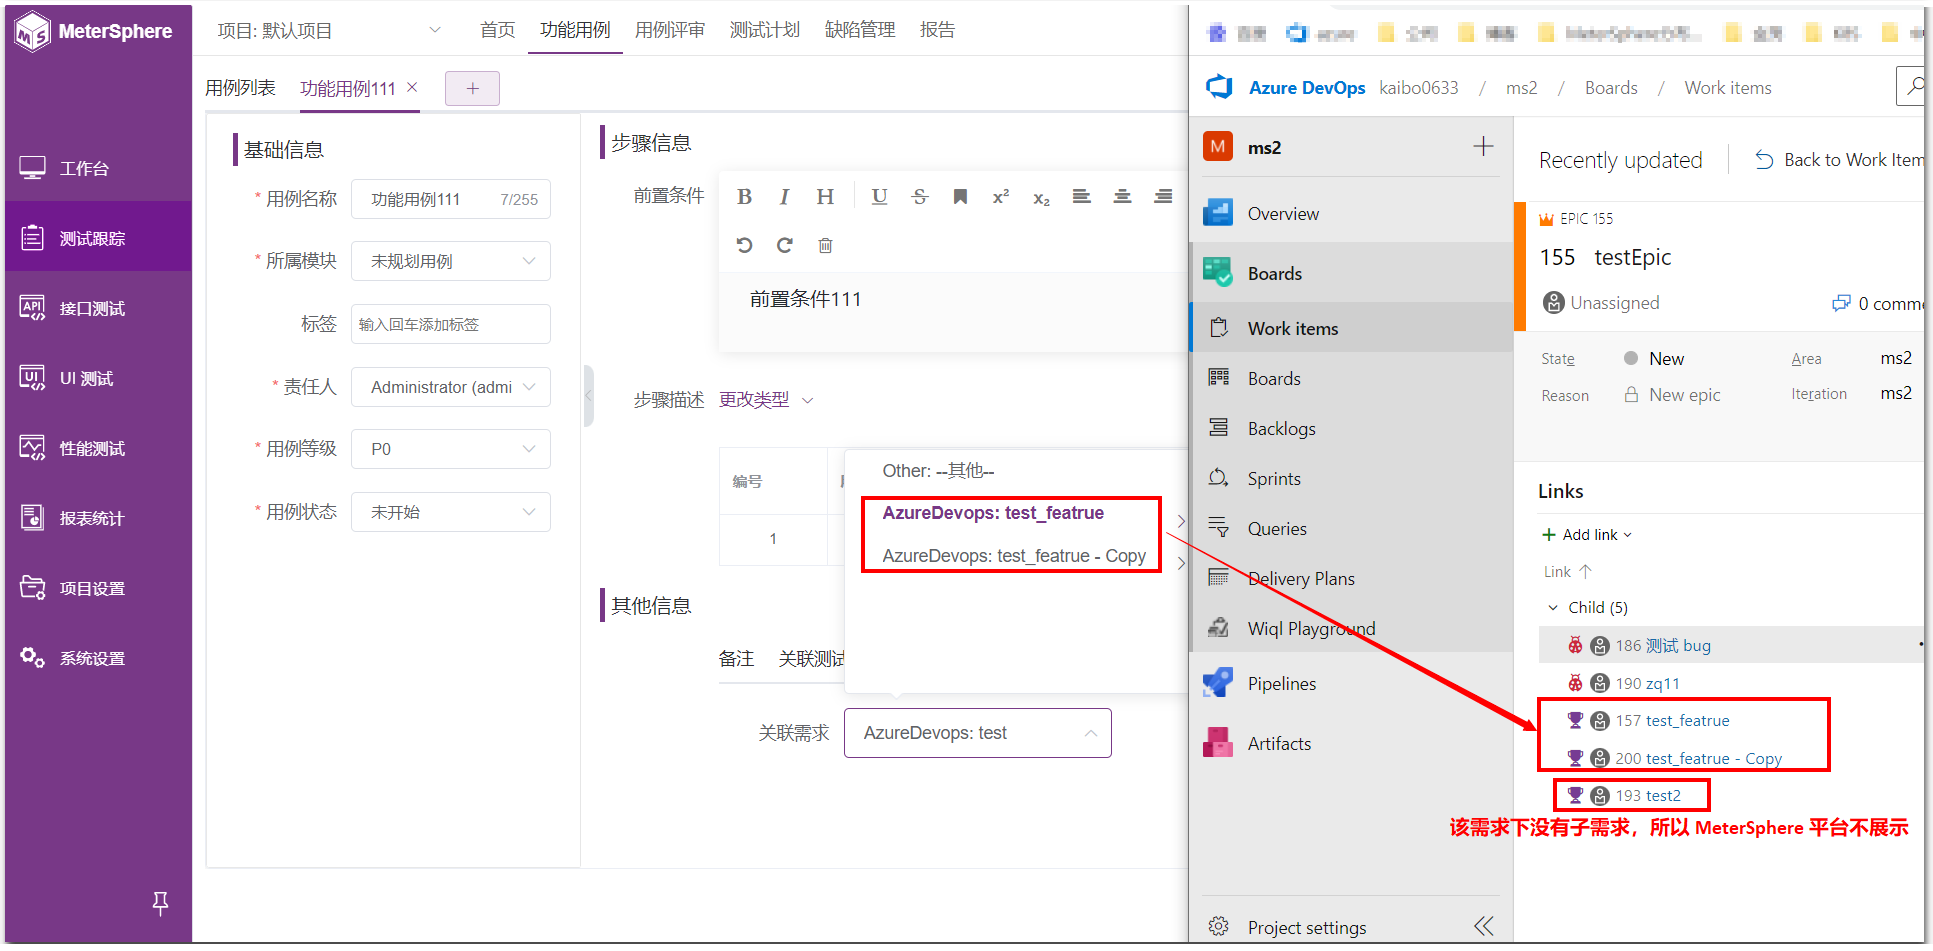 MeterSphere
工作台
测试跟踪
API 接口测试
UI UI 测试
性能测试
报表统计
项目设置
系统设置
项目: 默认项目
首页 功能用例 用例评审 测试计划 缺陷管理 报告
用例列表 功能用例111 × +
基础信息
* 用例名称 功能用例111 7/255
* 所属模块 未规划用例
标签 输入回车添加标签
* 责任人 Administrator (admi
* 用例等级 P0
* 用例状态 未开始
步骤信息
前置条件
B I H U S x² x₂
前置条件111
步骤描述 更改类型
编号
1
Other: --其他--
AzureDevops: test_featrue
AzureDevops: test_featrue - Copy
其他信息
备注 关联测试
关联需求 AzureDevops: test
Azure DevOps kaibo0633 / ms2 / Boards / Work items
M ms2
Overview
Boards
Work items
Boards
Backlogs
Sprints
Queries
Delivery Plans
Wiql Playground
Pipelines
Artifacts
Project settings
Recently updated Back to Work Item
EPIC 155
155 testEpic
Unassigned 0 comme
State New Area ms2
Reason New epic Iteration ms2
Links
+ Add link
Link ↑
Child (5)
186 测试 bug
190 zq11
157 test_featrue
200 test_featrue - Copy
193 test2
该需求下没有子需求，所以 MeterSphere 平台不展示